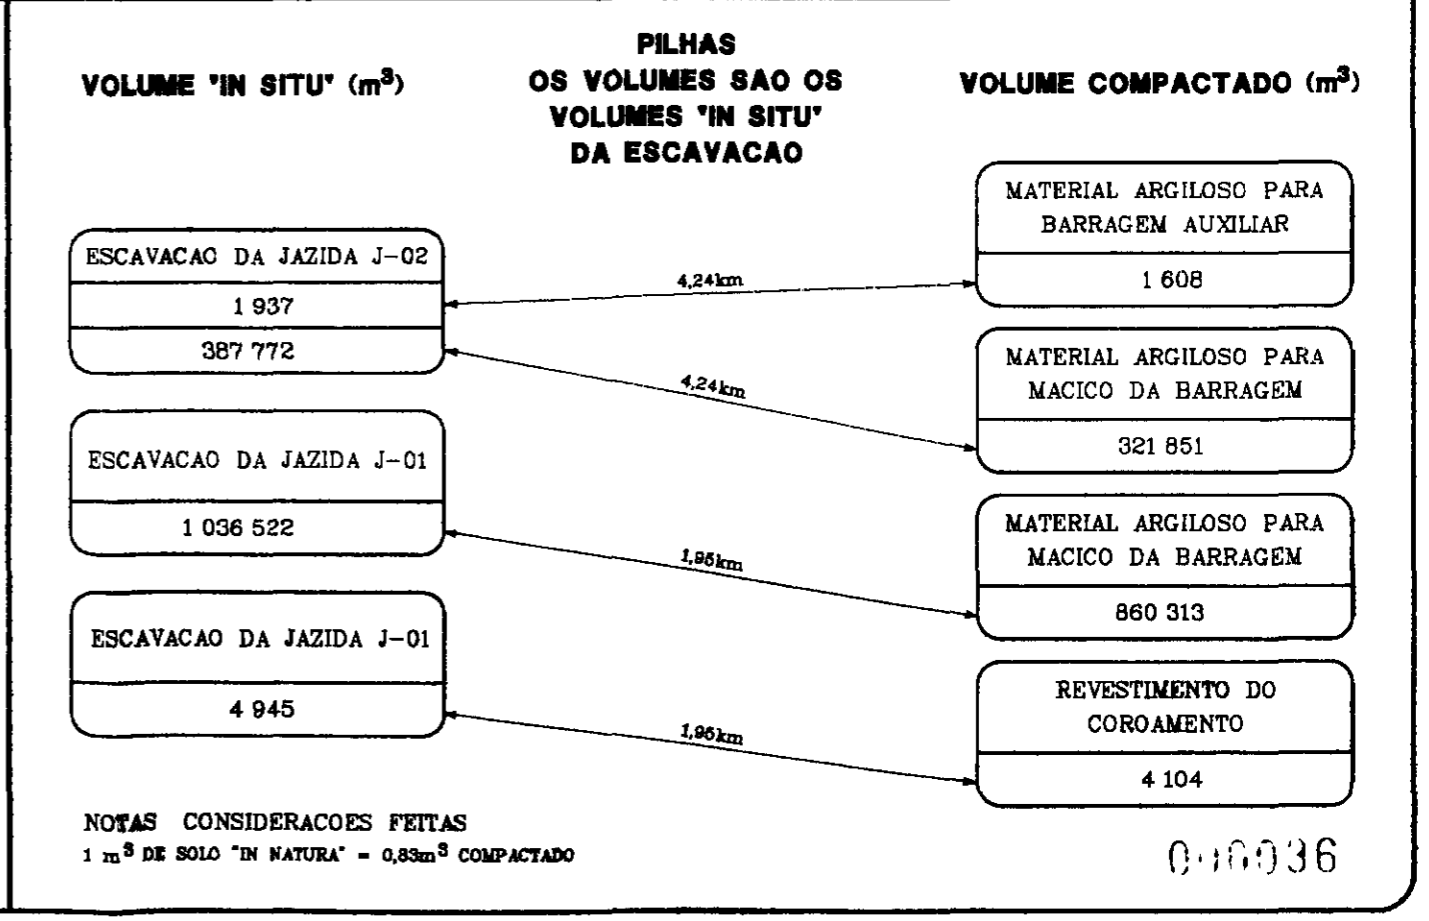 VOLUME "IN SITU" (m³)
PILHAS
OS VOLUMES SAO OS
VOLUMES "IN SITU"
DA ESCAVACAO
VOLUME COMPACTADO (m³)
ESCAVACAO DA JAZIDA J-02
1 937
387 772
4,24km
MATERIAL ARGILOSO PARA
BARRAGEM AUXILIAR
1 608
4,24km
MATERIAL ARGILOSO PARA
MACICO DA BARRAGEM
321 851
ESCAVACAO DA JAZIDA J-01
1 036 522
1,95km
MATERIAL ARGILOSO PARA
MACICO DA BARRAGEM
860 313
ESCAVACAO DA JAZIDA J-01
4 945
1,95km
REVESTIMENTO DO
COROAMENTO
4 104
NOTAS CONSIDERACOES FEITAS
1 m³ DE SOLO "IN NATURA" = 0,83m³ COMPACTADO